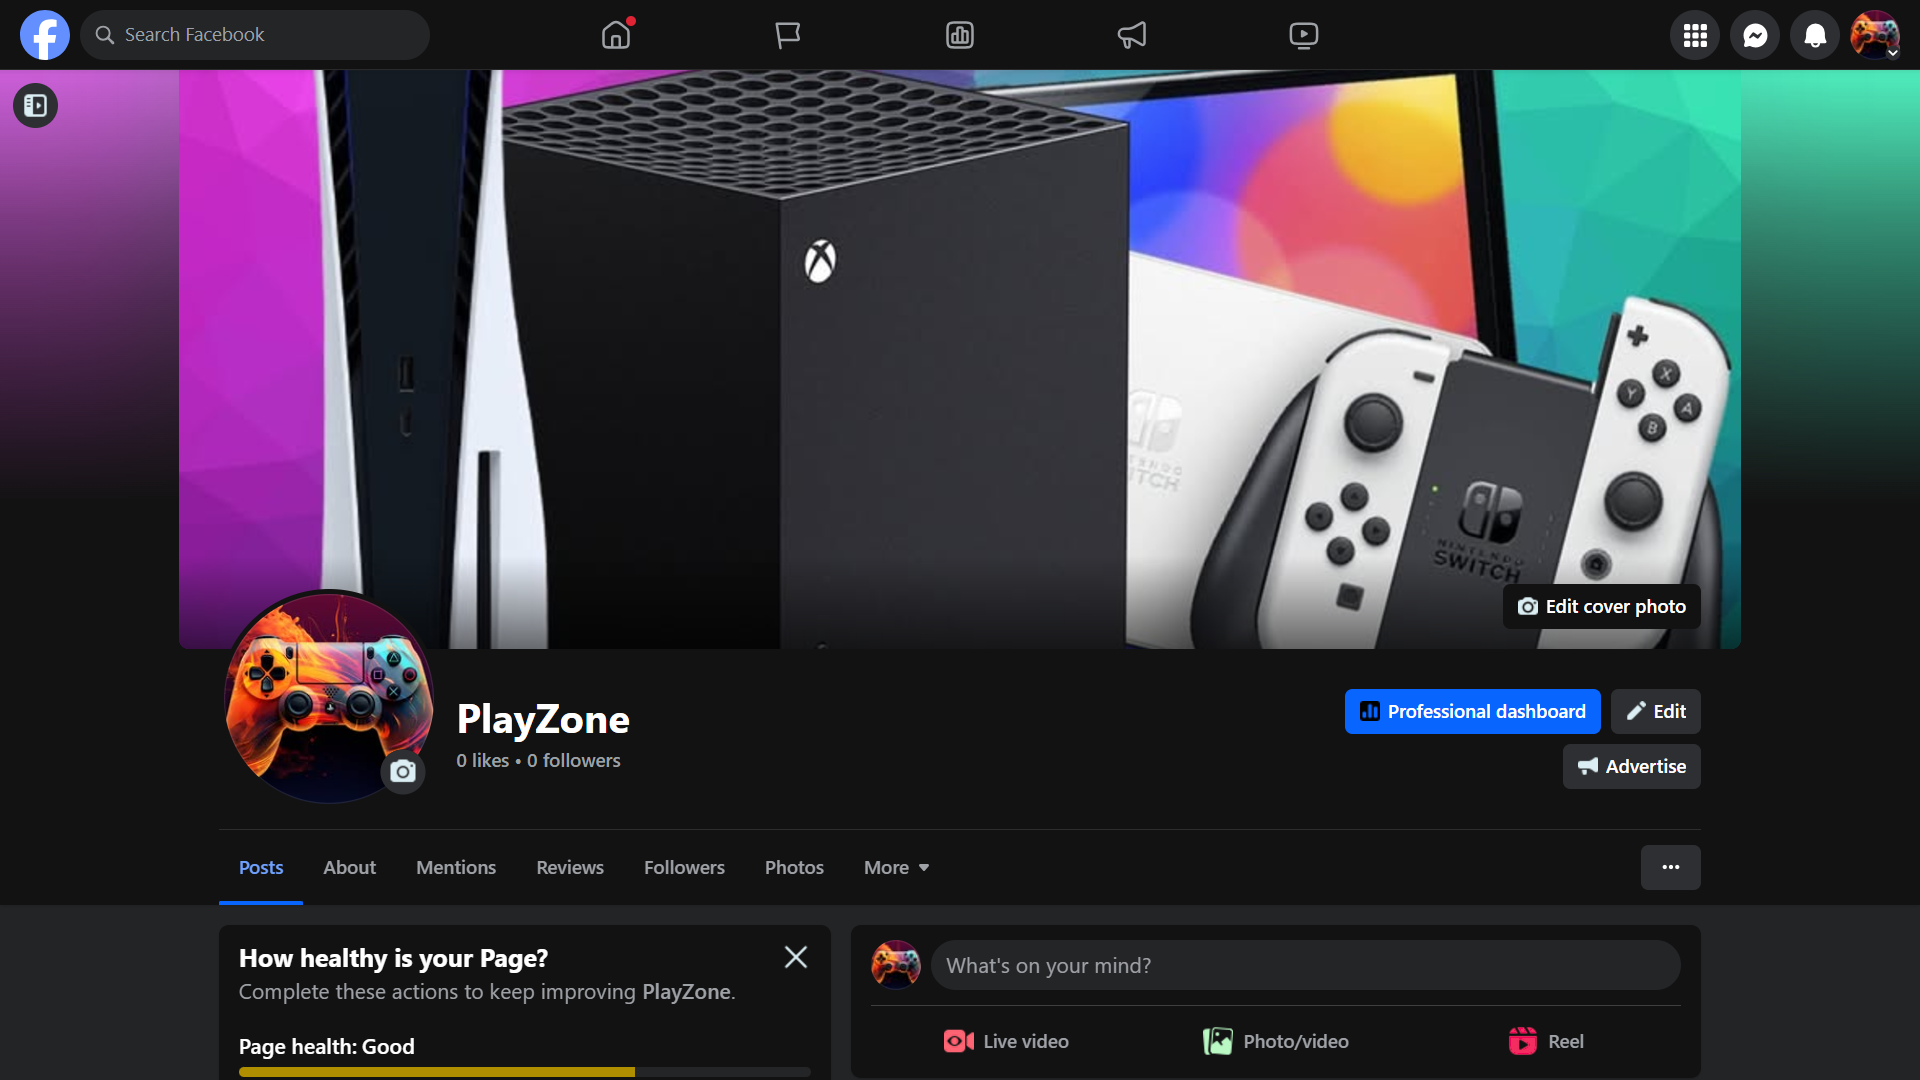 Search Facebook
X
Y
A
B
NINTENDO
SWITCH
Edit cover photo
PlayZone
0 likes • 0 followers
Professional dashboard
Edit
Advertise
Posts
About
Mentions
Reviews
Followers
Photos
More
How healthy is your Page?
Complete these actions to keep improving PlayZone.
Page health: Good
What's on your mind?
Live video
Photo/video
Reel